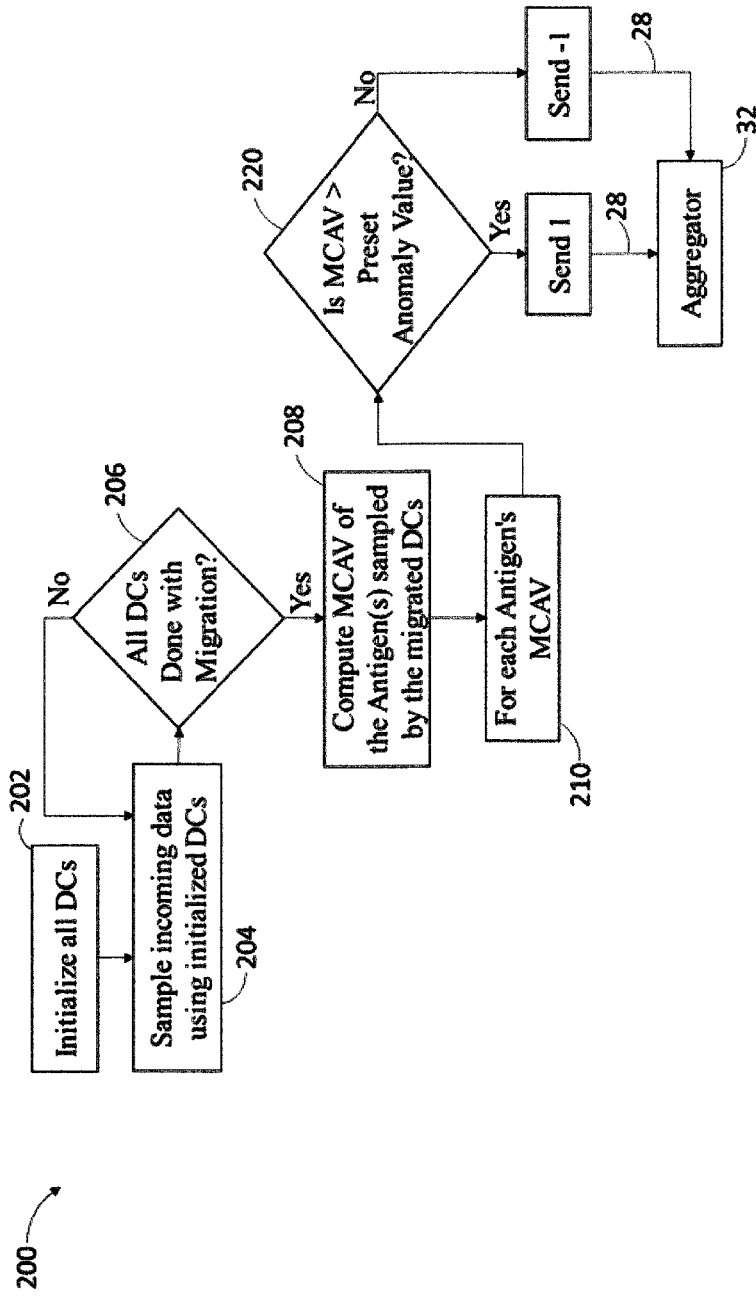 200
202
Initialize all DCs
Sample incoming data
using initialized DCs
204
No
206
All DCs
Done with
Migration?
Yes
208
Compute MCAV of
the Antigen(s) sampled
by the migrated DCs
For each Antigen's
MCAV
210
220
Is MCAV >
Preset
Anomaly Value?
No
Yes
Send 1
Send -1
28
28
Aggregator
32